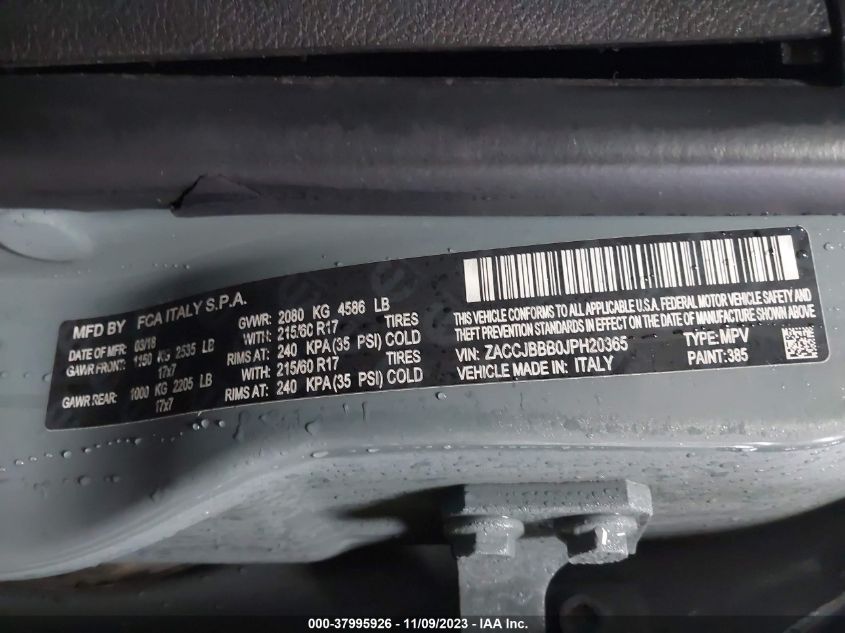 MFD BY FCA ITALY S.P.A.
DATE OF MFR: 03/18 GVWR: 2080 KG 4586 LB
GAWR FRONT: 1150 KG 2535 LB WITH: 215/60 R17 TIRES
17x7 RIMS AT: 240 KPA(35 PSI) COLD
GAWR REAR: 1000 KG 2205 LB WITH: 215/60 R17 TIRES
17x7 RIMS AT: 240 KPA(35 PSI) COLD
THIS VEHICLE CONFORMS TO ALL APPLICABLE U.S.A. FEDERAL MOTOR VEHICLE SAFETY AND
THEFT PREVENTION STANDARDS IN EFFECT ON THE DATE OF MANUFACTURE SHOWN ABOVE
VIN: ZACCJBBB0JPH20365 TYPE: MPV
VEHICLE MADE IN: ITALY PAINT: 385
000-37995926 - 11/09/2023 - IAA Inc.